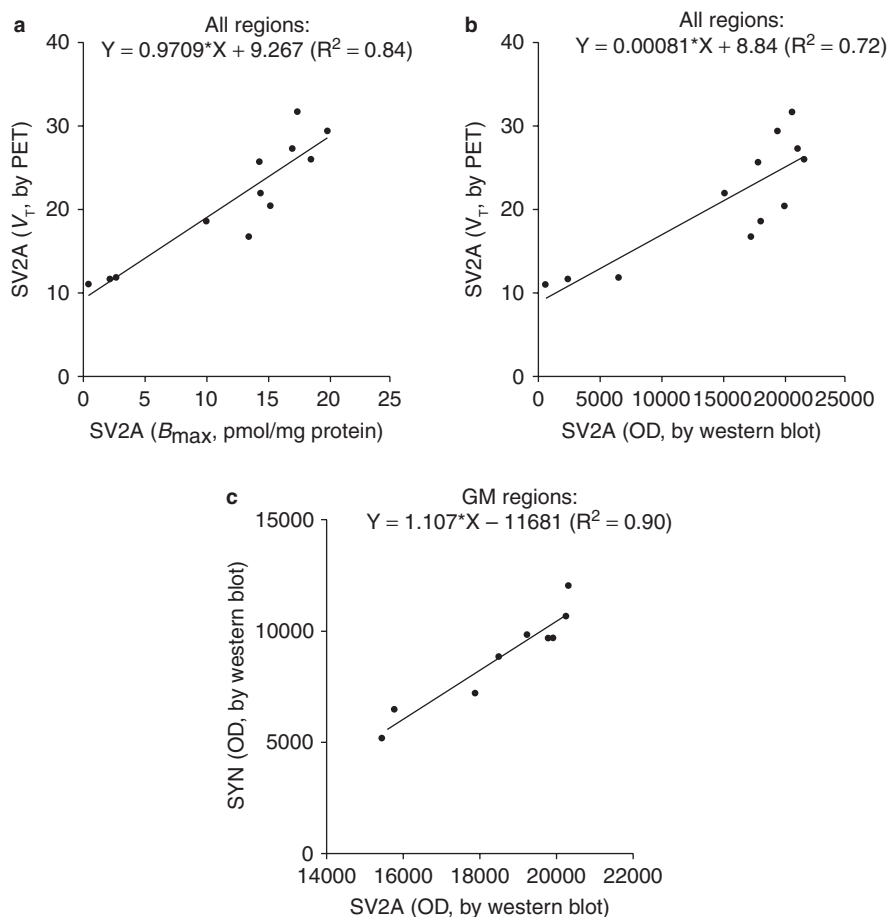 a
All regions:
Y = 0.9709*X + 9.267 (R² = 0.84)
40
30
20
10
0
SV2A (V_T, by PET)
0 5 10 15 20 25
SV2A (B_max, pmol/mg protein)
b
All regions:
Y = 0.00081*X + 8.84 (R² = 0.72)
40
30
20
10
0
SV2A (V_T, by PET)
0 5000 10000 15000 20000 25000
SV2A (OD, by western blot)
c
GM regions:
Y = 1.107*X – 11681 (R² = 0.90)
15000
10000
5000
0
SYN (OD, by western blot)
14000 16000 18000 20000 22000
SV2A (OD, by western blot)